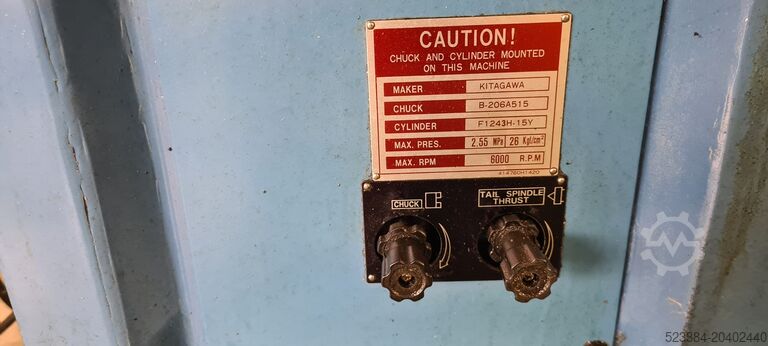 CAUTION!
CHUCK AND CYLINDER MOUNTED
ON THIS MACHINE
MAKER KITAGAWA
CHUCK B-206A515
CYLINDER F1243H-15Y
MAX. PRES. 2.55 MPa 26 Kgf/cm²
MAX. RPM 6000 R.P.M
414760H1420
CHUCK
TAIL SPINDLE
THRUST
523884-20402440